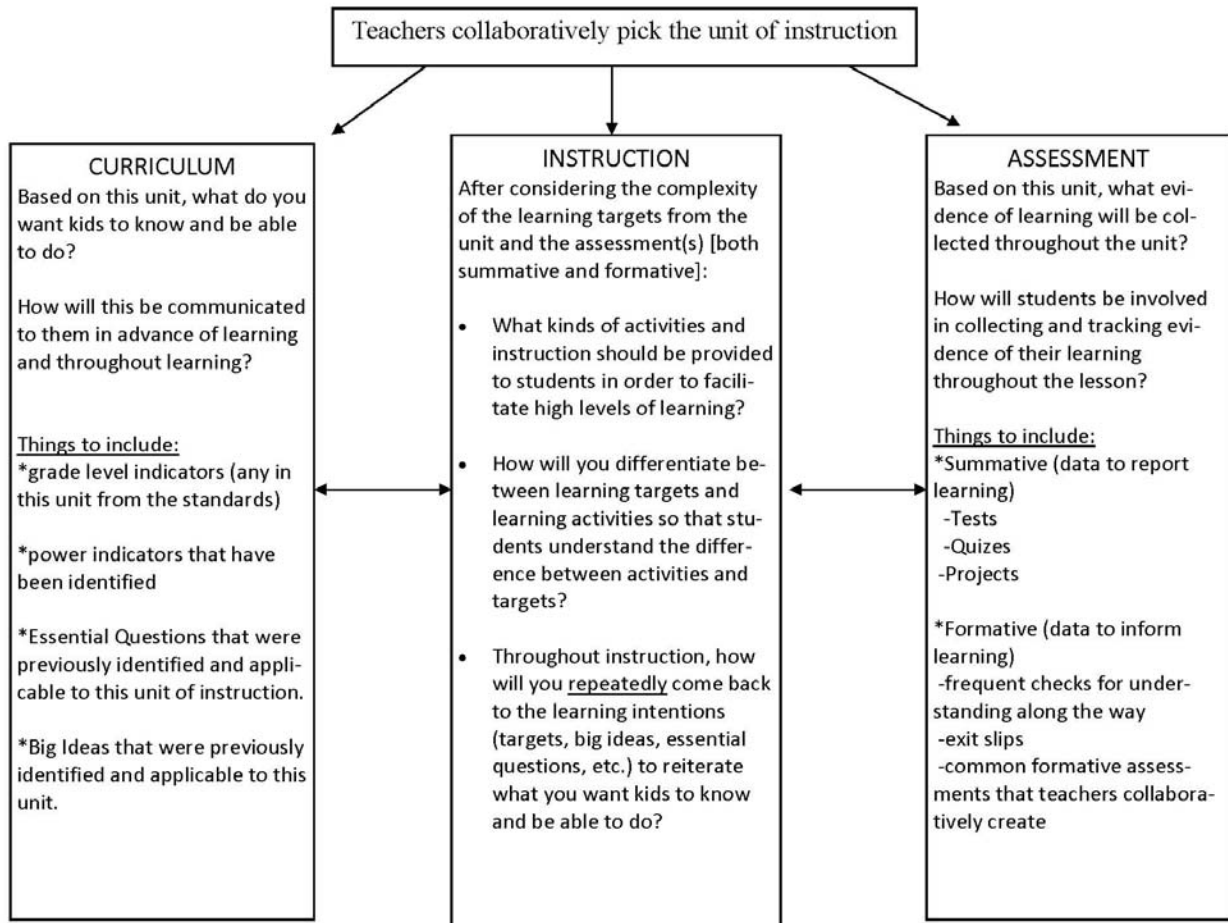 Teachers collaboratively pick the unit of instruction
CURRICULUM
Based on this unit, what do you
want kids to know and be able
to do?
How will this be communicated
to them in advance of learning
and throughout learning?
Things to include:
*grade level indicators (any in
this unit from the standards)
*power indicators that have
been identified
*Essential Questions that were
previously identified and appli-
cable to this unit of instruction.
*Big Ideas that were previously
identified and applicable to this
unit.
INSTRUCTION
After considering the complexity
of the learning targets from the
unit and the assessment(s) [both
summative and formative]:
• What kinds of activities and
instruction should be provided
to students in order to facili-
tate high levels of learning?
• How will you differentiate be-
tween learning targets and
learning activities so that stu-
dents understand the differ-
ence between activities and
targets?
• Throughout instruction, how
will you repeatedly come back
to the learning intentions
(targets, big ideas, essential
questions, etc.) to reiterate
what you want kids to know
and be able to do?
ASSESSMENT
Based on this unit, what evi-
dence of learning will be col-
lected throughout the unit?
How will students be involved
in collecting and tracking evi-
dence of their learning
throughout the lesson?
Things to include:
*Summative (data to report
learning)
-Tests
-Quizes
-Projects
*Formative (data to inform
learning)
-frequent checks for under-
standing along the way
-exit slips
-common formative assess-
ments that teachers collabora-
tively create